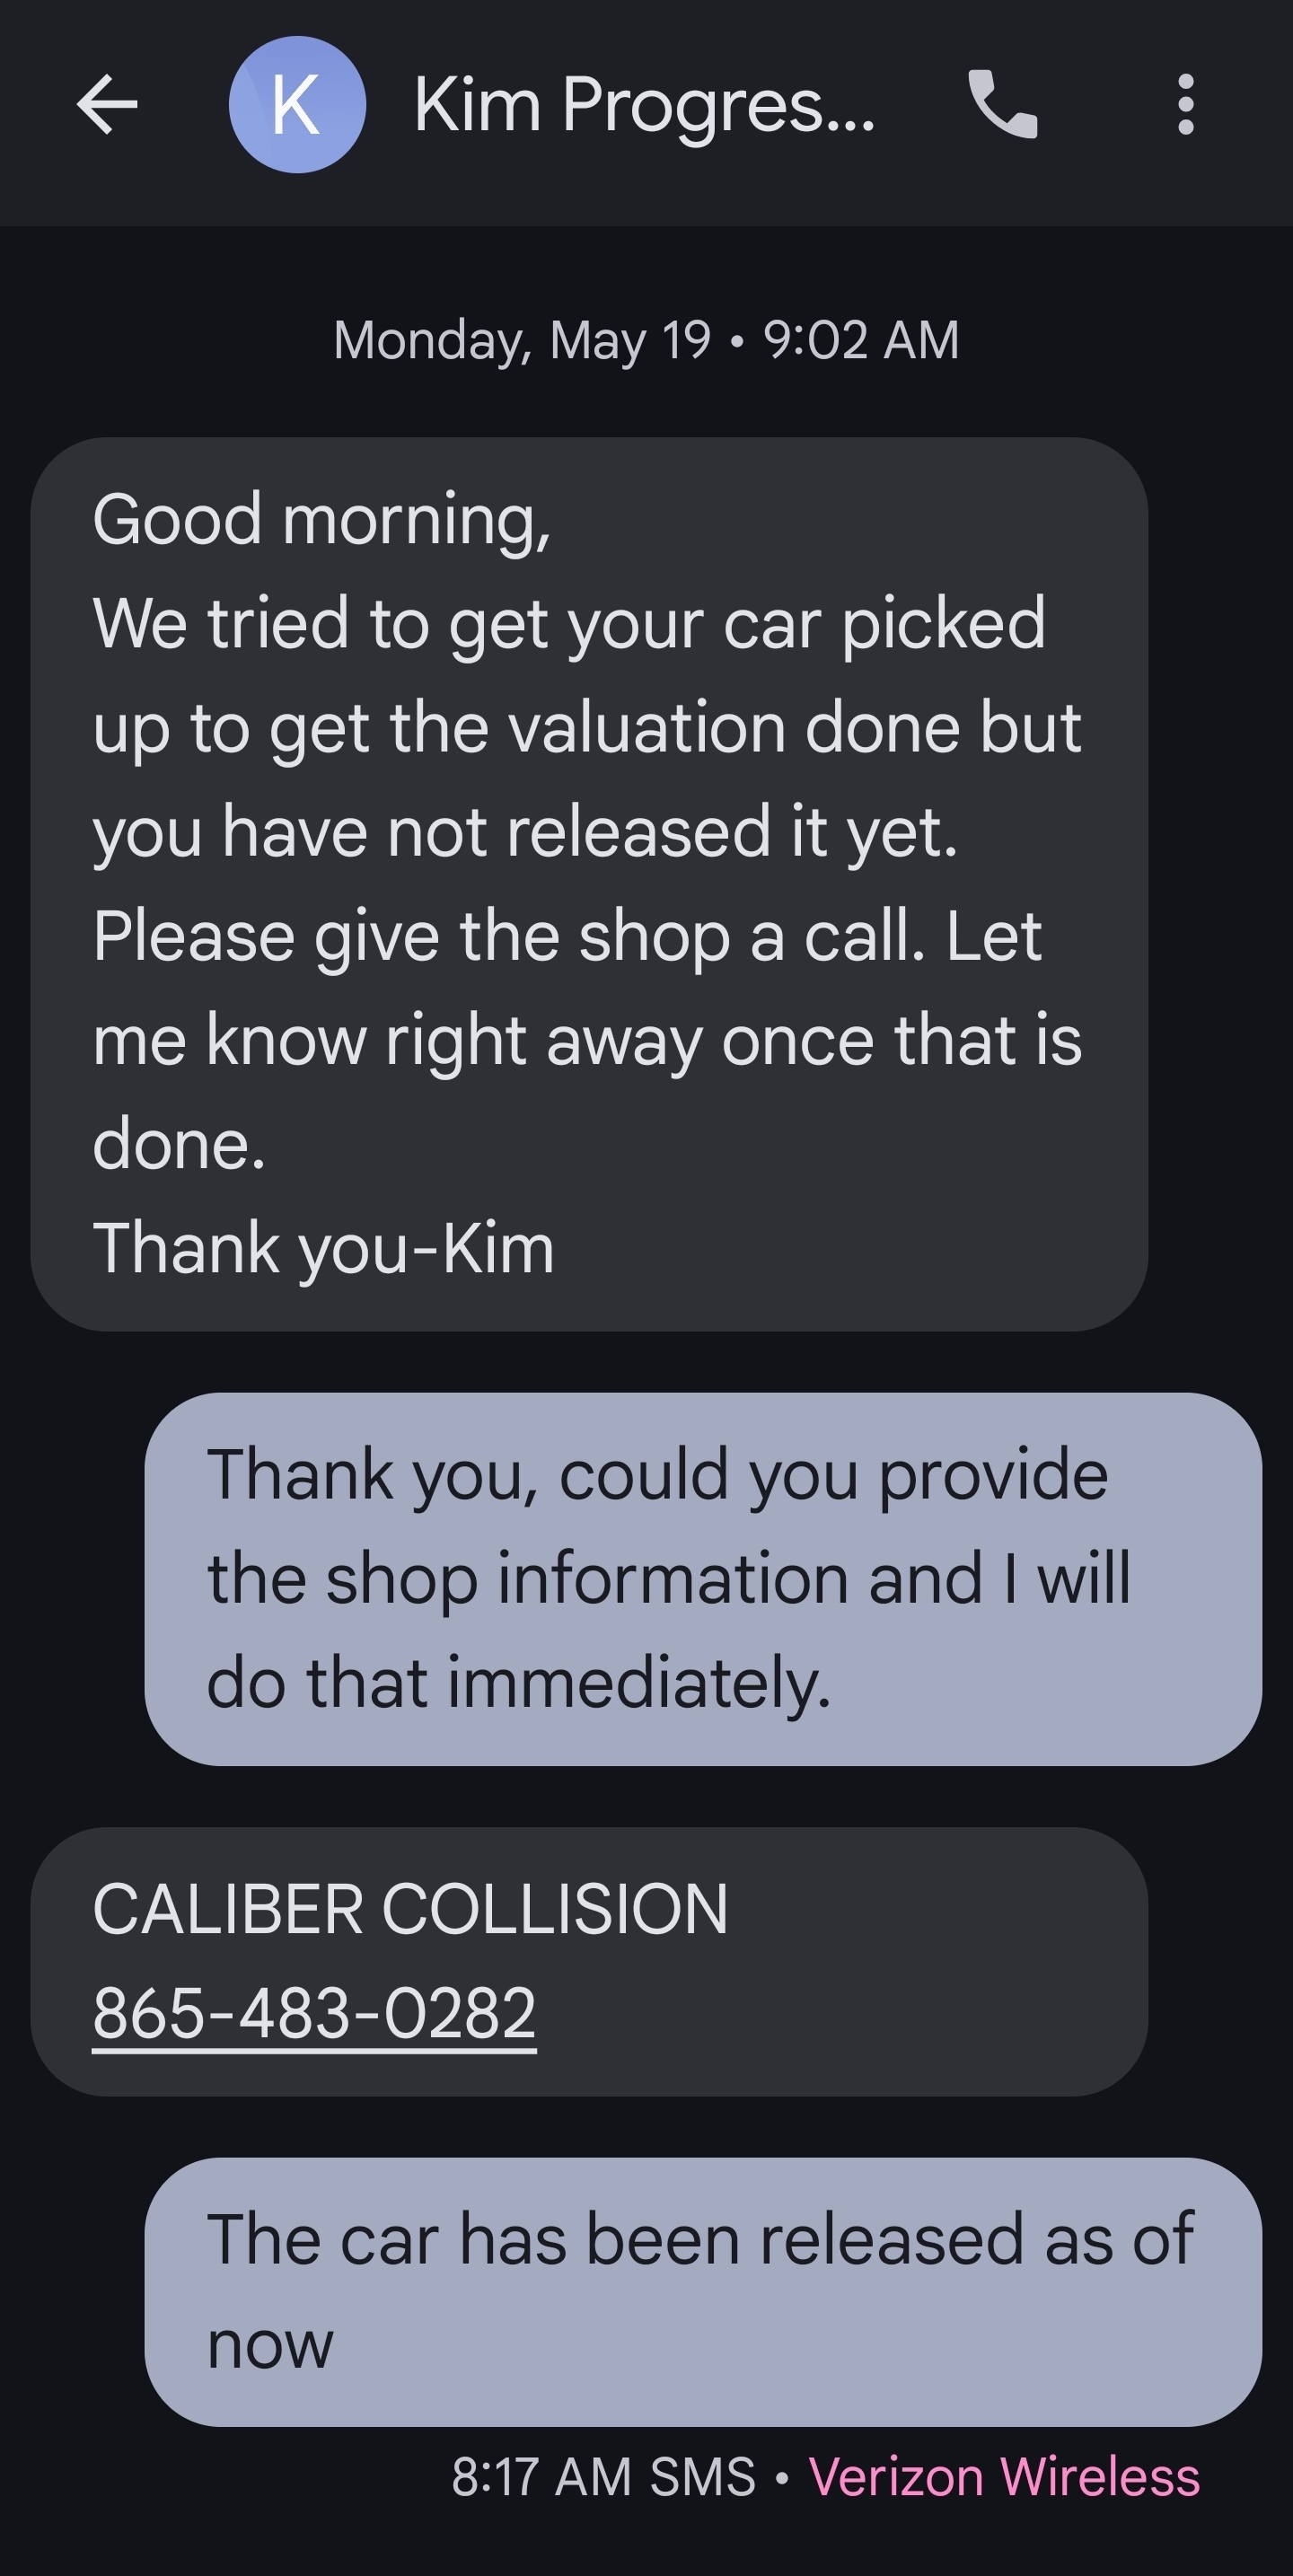 K
Kim Progres...
Monday, May 19 • 9:02 AM
Good morning,
We tried to get your car picked
up to get the valuation done but
you have not released it yet.
Please give the shop a call. Let
me know right away once that is
done.
Thank you-Kim
Thank you, could you provide
the shop information and I will
do that immediately.
CALIBER COLLISION
865-483-0282
The car has been released as of
now
8:17 AM SMS • Verizon Wireless